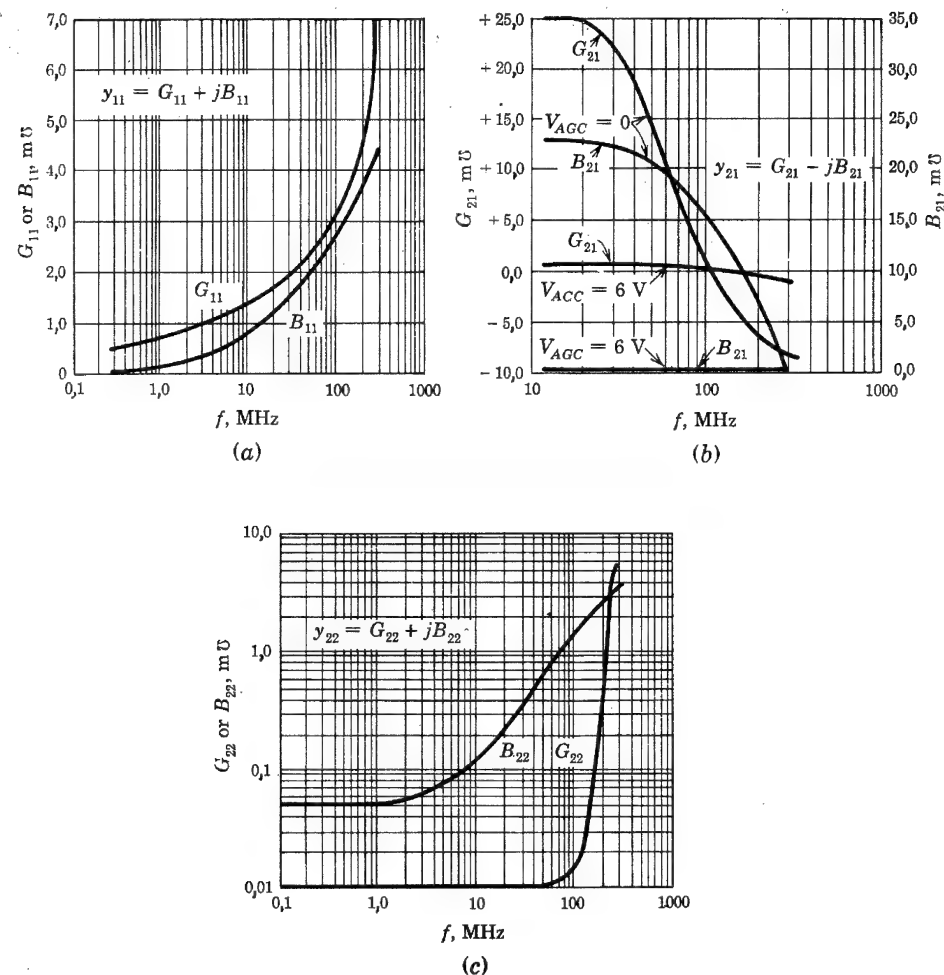 7,0
6,0
5,0
4,0
3,0
2,0
1,0
0
G₁₁ or B₁₁, m℧
y₁₁ = G₁₁ + jB₁₁
G₁₁
B₁₁
0,1 1,0 10 100 1000
f, MHz
(a)
+ 25,0
+ 20,0
+ 15,0
+ 10,0
+ 5,0
0,0
− 5,0
− 10,0
G₂₁, m℧
35,0
30,0
25,0
20,0
15,0
10,0
5,0
0,0
B₂₁, m℧
G₂₁
V_AGC = 0
B₂₁
y₂₁ = G₂₁ − jB₂₁
G₂₁
V_ACC = 6 V
V_AGC = 6 V
B₂₁
10 100 1000
f, MHz
(b)
10,0
1,0
0,1
0,01
G₂₂ or B₂₂, m℧
y₂₂ = G₂₂ + jB₂₂
B₂₂
G₂₂
0,1 1,0 10 100 1000
f, MHz
(c)